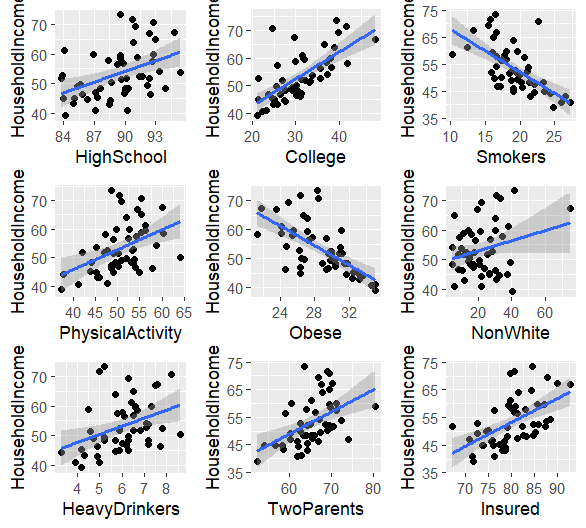 HouseholdIncome
70
60
50
40
84 87 90 93
HighSchool
HouseholdIncome
70
60
50
40
20 30 40
College
HouseholdIncome
75
65
55
45
35
10 15 20 25
Smokers
HouseholdIncome
70
60
50
40
40 45 50 55 60 65
PhysicalActivity
HouseholdIncome
70
60
50
40
24 28 32
Obese
HouseholdIncome
70
60
50
40
20 40 60
NonWhite
HouseholdIncome
70
60
50
40
4 5 6 7 8
HeavyDrinkers
HouseholdIncome
75
65
55
45
35
60 70 80
TwoParents
HouseholdIncome
75
65
55
45
35
70 75 80 85 90
Insured